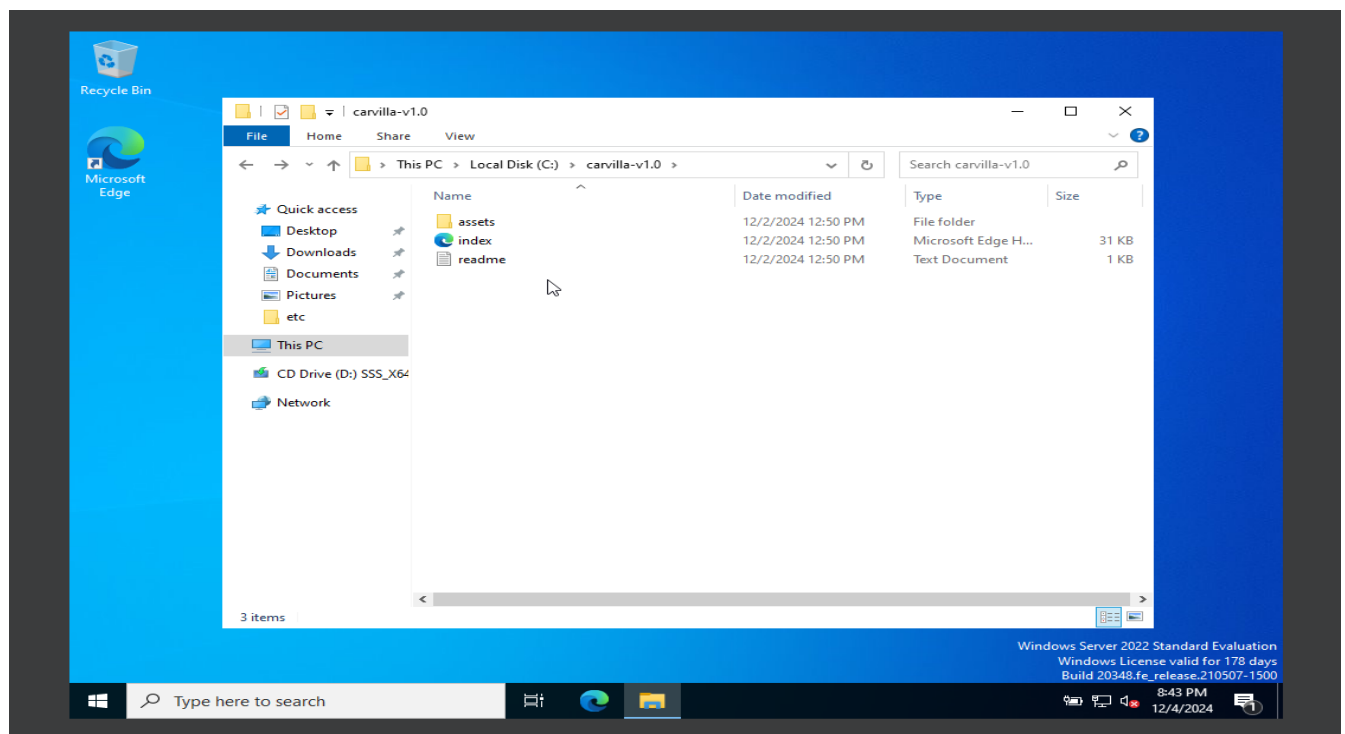 Recycle Bin
Microsoft
Edge
carvilla-v1.0
File Home Share View
This PC > Local Disk (C:) > carvilla-v1.0 >
Search carvilla-v1.0
Name Date modified Type Size
Quick access
Desktop
Downloads
Documents
Pictures
etc
This PC
CD Drive (D:) SSS_X64
Network
assets 12/2/2024 12:50 PM File folder
index 12/2/2024 12:50 PM Microsoft Edge H... 31 KB
readme 12/2/2024 12:50 PM Text Document 1 KB
3 items
Windows Server 2022 Standard Evaluation
Windows License valid for 178 days
Build 20348.fe_release.210507-1500
Type here to search
8:43 PM
12/4/2024
1